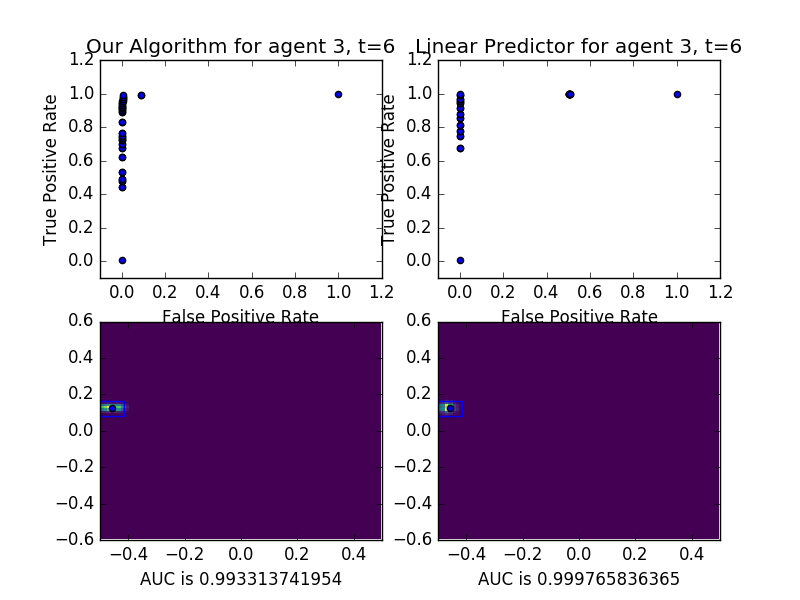 Our Algorithm for agent 3, t=6
Linear Predictor for agent 3, t=6
1.2
1.0
0.8
0.6
0.4
0.2
0.0
True Positive Rate
0.0 0.2 0.4 0.6 0.8 1.0 1.2
False Positive Rate
1.2
1.0
0.8
0.6
0.4
0.2
0.0
True Positive Rate
0.0 0.2 0.4 0.6 0.8 1.0 1.2
False Positive Rate
0.6
0.4
0.2
0.0
−0.2
−0.4
−0.6
−0.4 −0.2 0.0 0.2 0.4
AUC is 0.993313741954
0.6
0.4
0.2
0.0
−0.2
−0.4
−0.6
−0.4 −0.2 0.0 0.2 0.4
AUC is 0.999765836365